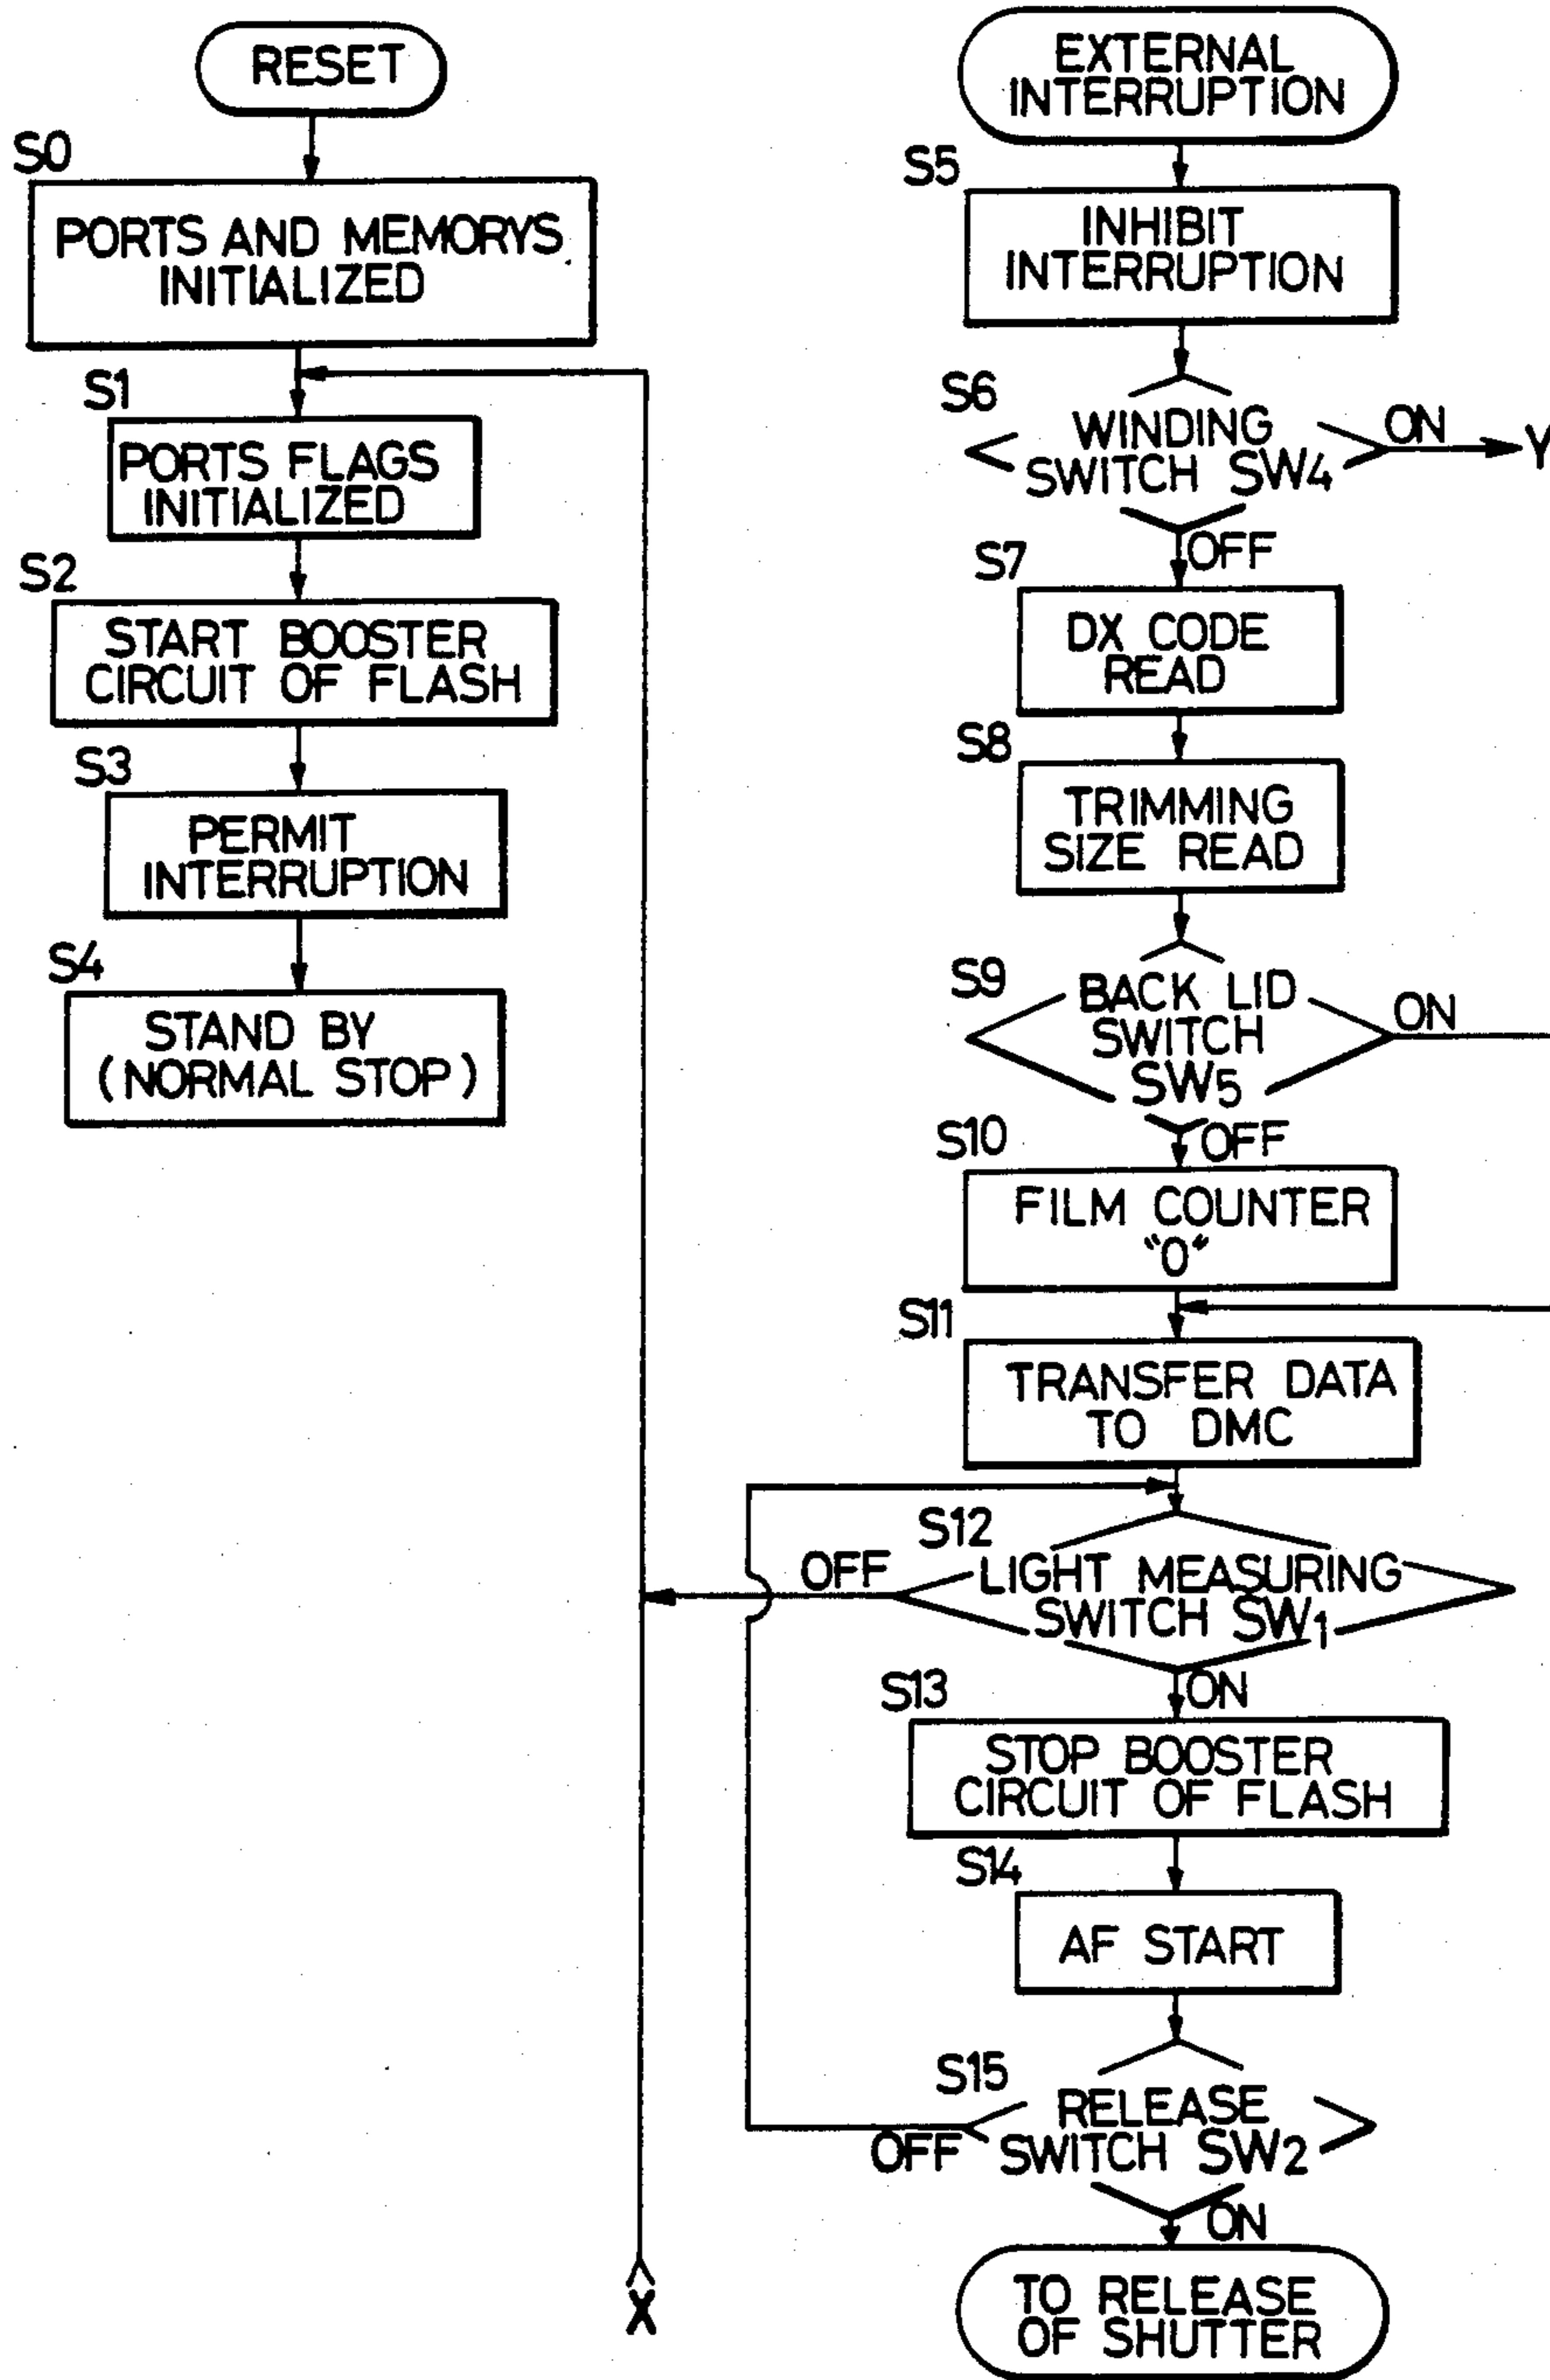 RESET
S0
PORTS AND MEMORYS
INITIALIZED
S1
PORTS FLAGS
INITIALIZED
S2
START BOOSTER
CIRCUIT OF FLASH
S3
PERMIT
INTERRUPTION
S4
STAND BY
(NORMAL STOP)
X
EXTERNAL
INTERRUPTION
S5
INHIBIT
INTERRUPTION
S6
WINDING
SWITCH SW4
ON
Y
OFF
S7
DX CODE
READ
S8
TRIMMING
SIZE READ
S9
BACK LID
SWITCH
SW5
ON
OFF
S10
FILM COUNTER
"0"
S11
TRANSFER DATA
TO DMC
S12
OFF
LIGHT MEASURING
SWITCH SW1
ON
S13
STOP BOOSTER
CIRCUIT OF FLASH
S14
AF START
S15
RELEASE
SWITCH SW2
OFF
ON
TO RELEASE
OF SHUTTER